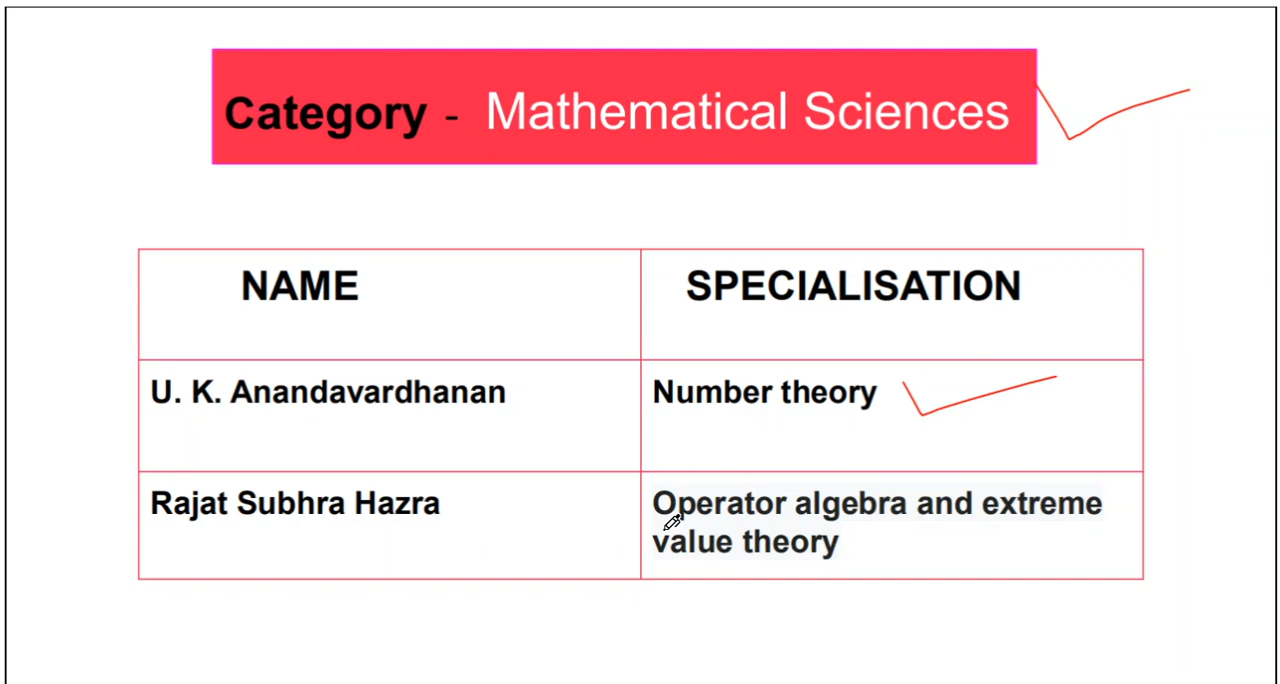 Category - Mathematical Sciences
NAME
SPECIALISATION
U. K. Anandavardhanan
Number theory
Rajat Subhra Hazra
Operator algebra and extreme
value theory